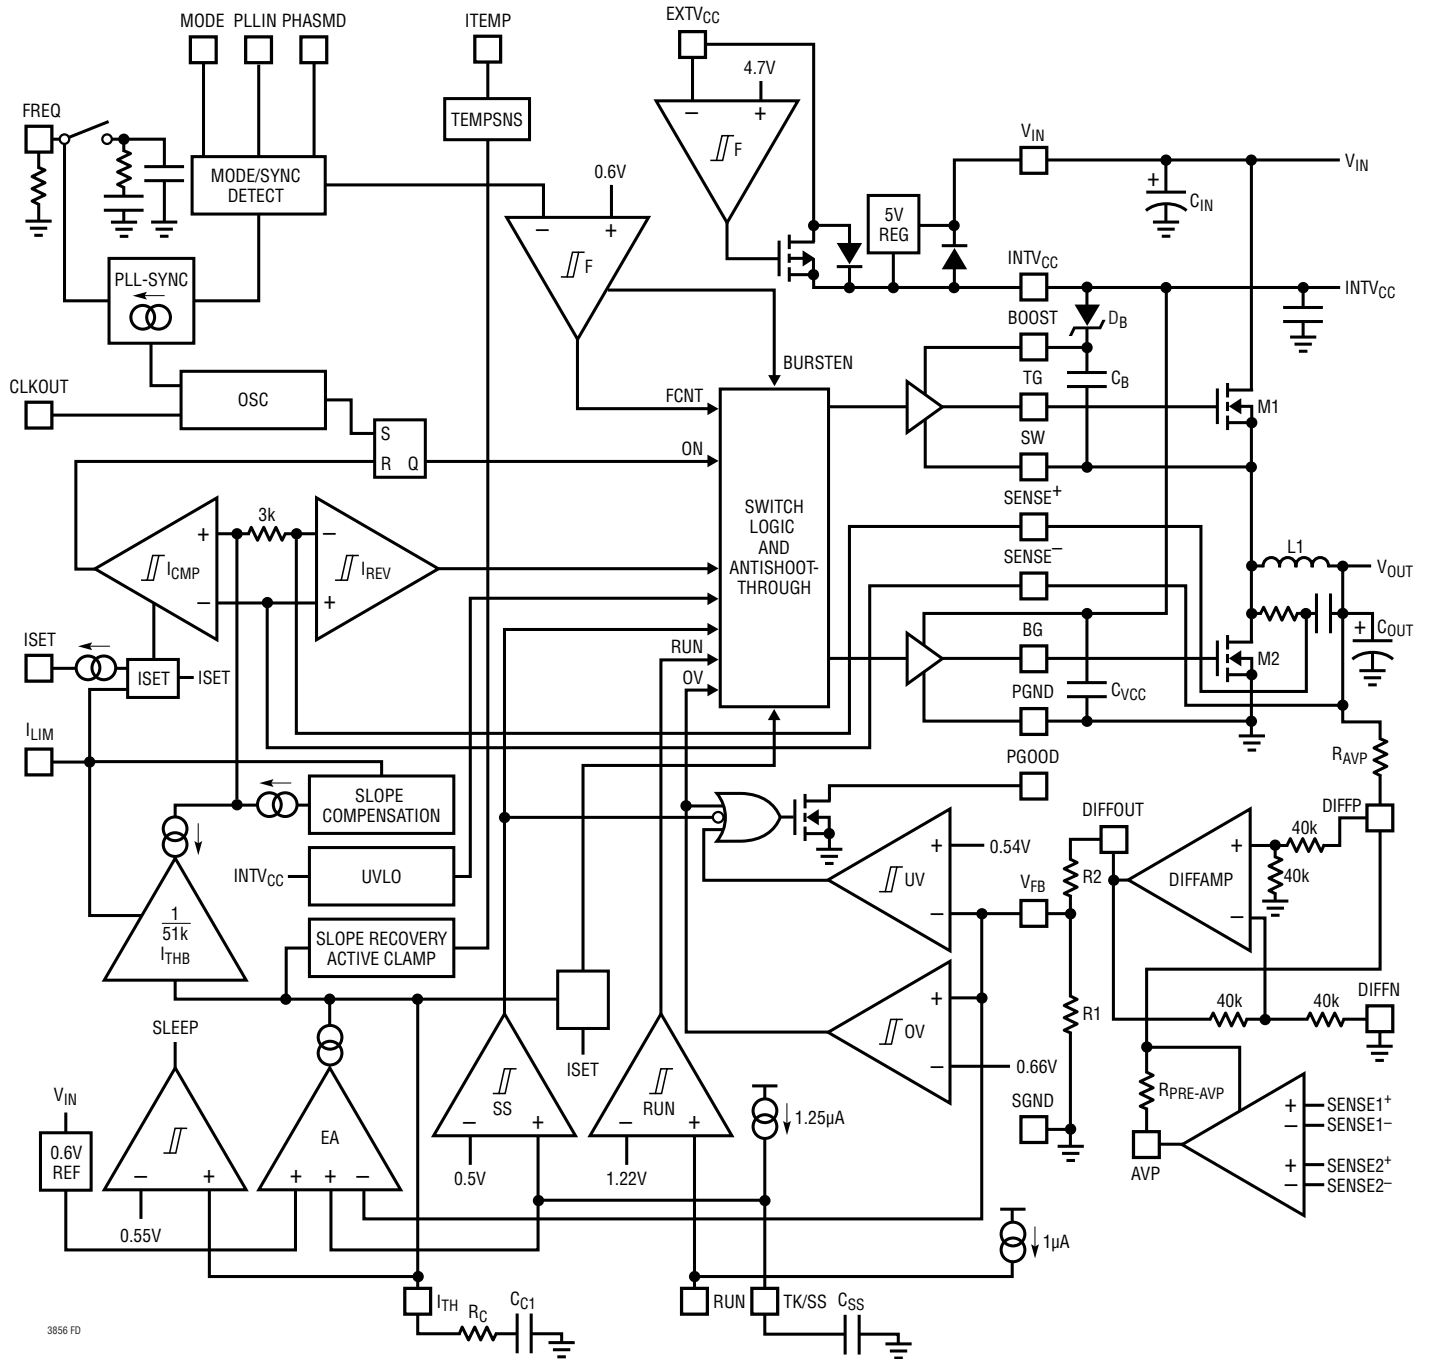 MODE PLLIN PHASMD
ITEMP
EXTVCC
4.7V
FREQ
TEMPSNS
MODE/SYNC
DETECT
0.6V
F
F
5V
REG
VIN
VIN
CIN
+
PLL-SYNC
INTVCC
INTVCC
BOOST
DB
TG
CB
M1
SW
BURSTEN
CLKOUT
OSC
FCNT
S
R Q
ON
SENSE+
SENSE–
SWITCH
LOGIC
AND
ANTISHOOT-
THROUGH
3k
ICMP
+
–
IREV
–
+
L1
VOUT
ISET
ISET
ISET
RUN
OV
BG
PGND
CVCC
M2
+
COUT
ILIM
SLOPE
COMPENSATION
PGOOD
RAVP
INTVCC
UVLO
1
51k
ITHB
SLOPE RECOVERY
ACTIVE CLAMP
+
–
UV
0.54V
VFB
DIFFOUT
R2
DIFFAMP
+
–
40k
40k
DIFFP
+
–
OV
0.66V
R1
40k
40k
DIFFN
SLEEP
ISET
SS
–
+
0.5V
RUN
–
+
1.22V
1.25µA
SGND
RPRE-AVP
AVP
+
–
+
–
SENSE1+
SENSE1–
SENSE2+
SENSE2–
VIN
0.6V
REF
–
+
0.55V
EA
+ + –
1µA
ITH
RC
CC1
RUN
TK/SS
CSS
3856 FD